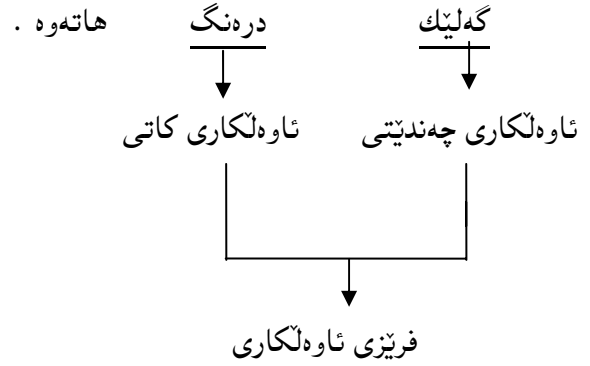 گەلێك درەنگ هاتەوە .
ئاوەڵكاری چەندێتی ئاوەڵكاری كاتی
فرێزی ئاوەڵكاری